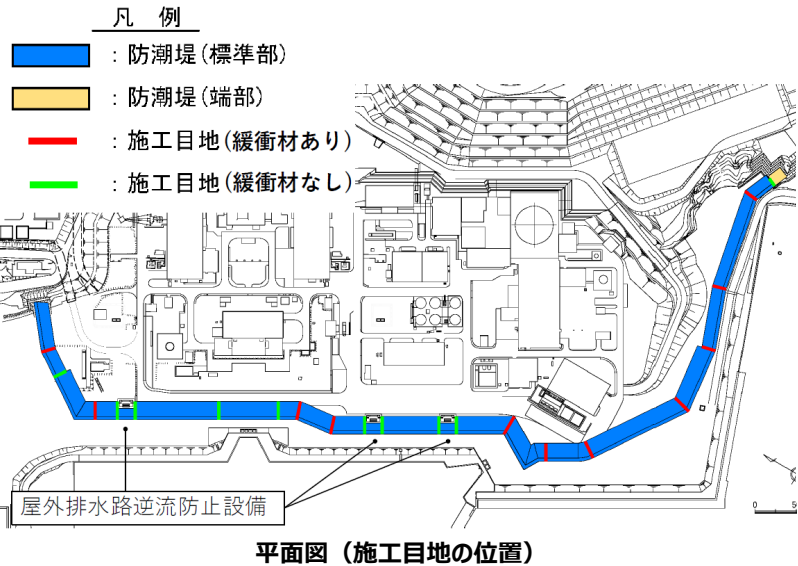 凡 例
：防潮堤(標準部)
：防潮堤(端部)
：施工目地(緩衝材あり)
：施工目地(緩衝材なし)
屋外排水路逆流防止設備
0
平面図（施工目地の位置）